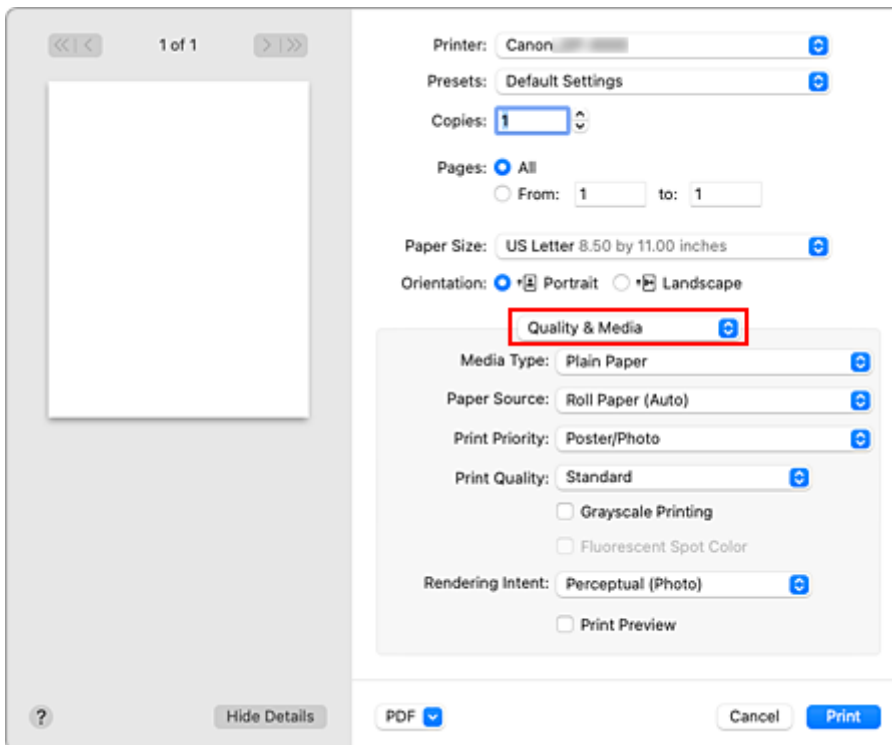 1 of 1
Printer: Canon
Presets: Default Settings
Copies: 1
Pages: All
From: 1 to: 1
Paper Size: US Letter 8.50 by 11.00 inches
Orientation: Portrait Landscape
Quality & Media
Media Type: Plain Paper
Paper Source: Roll Paper (Auto)
Print Priority: Poster/Photo
Print Quality: Standard
Grayscale Printing
Fluorescent Spot Color
Rendering Intent: Perceptual (Photo)
Print Preview
? Hide Details PDF Cancel Print